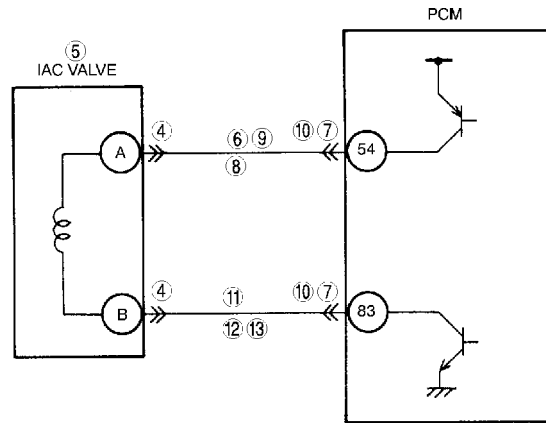 PCM
⑤
IAC VALVE
A ④ ⑥ ⑨ ⑩ ⑦ 54
⑧
B ④ ⑪ ⑩ ⑦ 83
⑫ ⑬